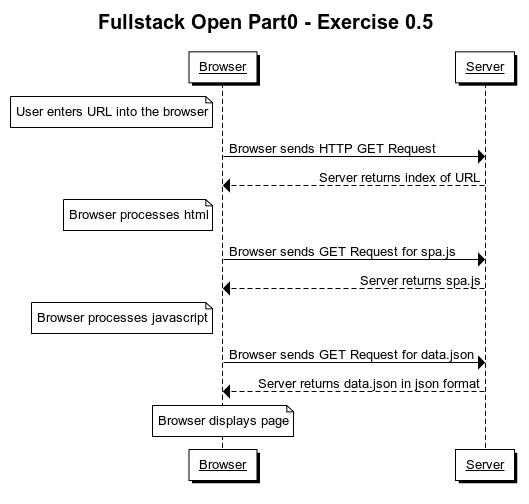 Fullstack Open Part0 - Exercise 0.5
Browser
Server
User enters URL into the browser
Browser sends HTTP GET Request
Server returns index of URL
Browser processes html
Browser sends GET Request for spa.js
Server returns spa.js
Browser processes javascript
Browser sends GET Request for data.json
Server returns data.json in json format
Browser displays page
Browser
Server